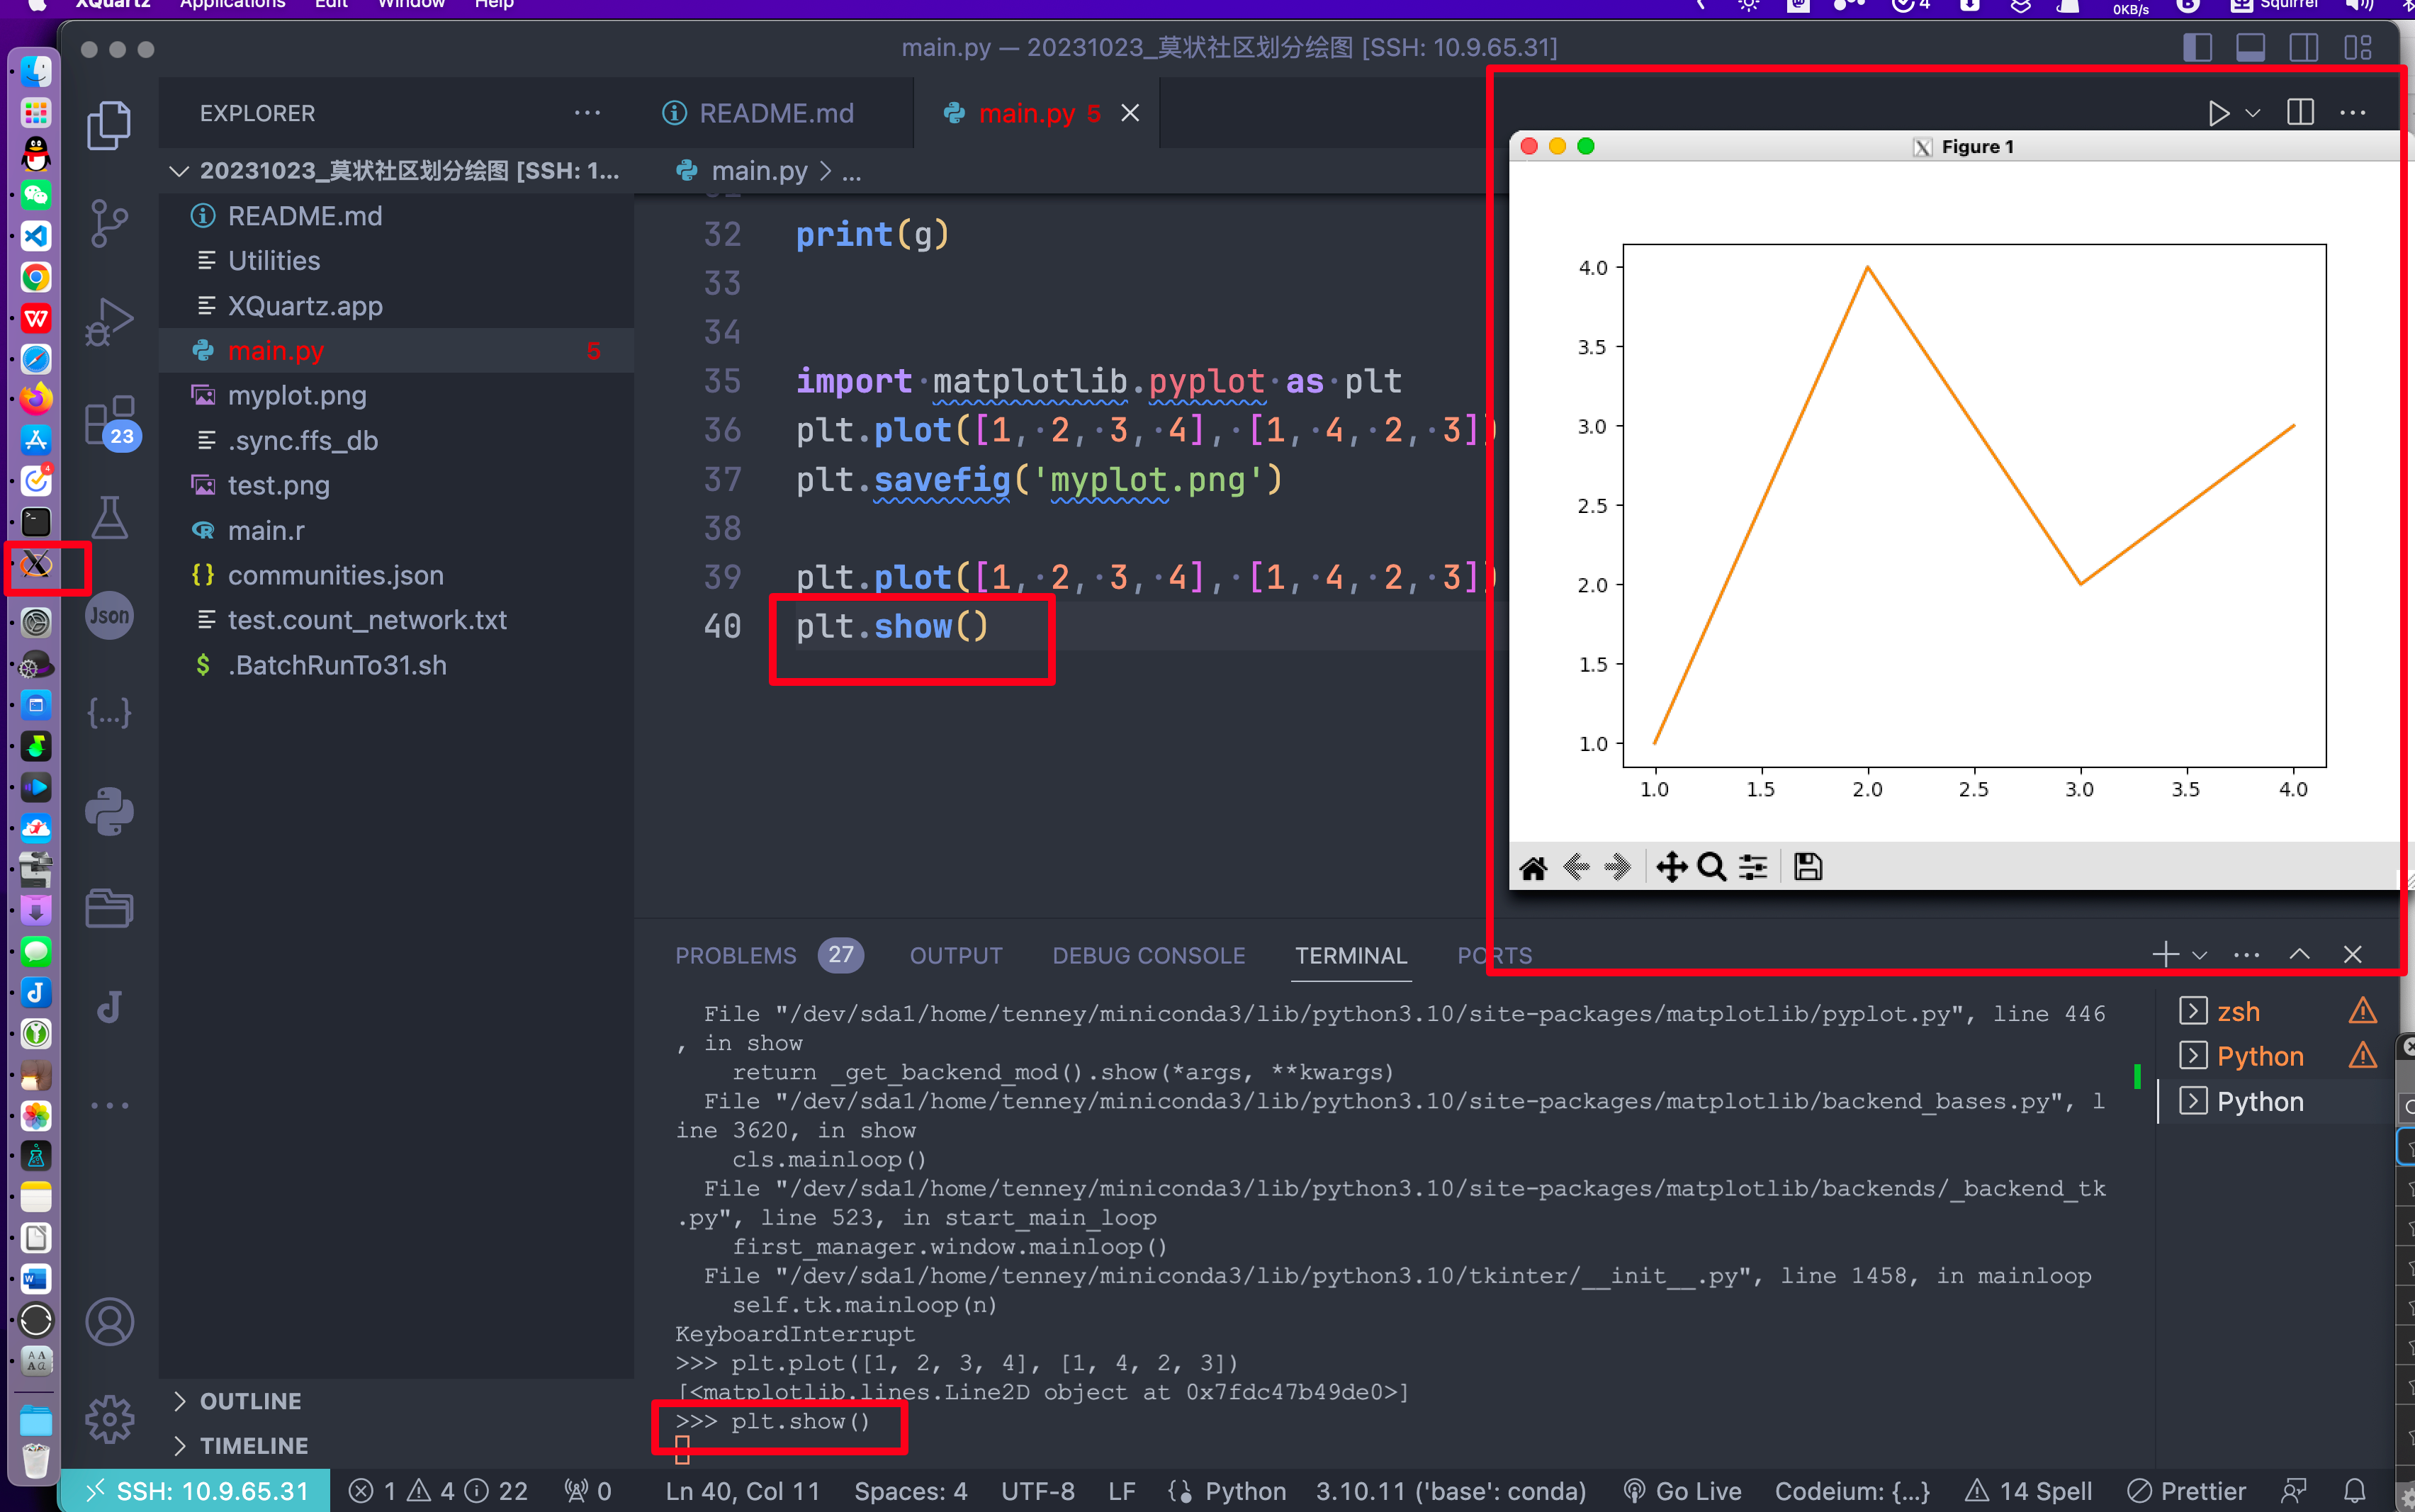 XQuartz Applications Edit Window Help
4 0KB/s Squirrel
main.py — 20231023_莫状社区划分绘图 [SSH: 10.9.65.31]
EXPLORER
README.md
main.py 5
20231023_莫状社区划分绘图 [SSH: 1...
README.md
Utilities
XQuartz.app
main.py 5
myplot.png
.sync.ffs_db
test.png
main.r
communities.json
test.count_network.txt
.BatchRunTo31.sh
OUTLINE
TIMELINE
23
Json
{...}
main.py > ...
32 print(g)
33
34
35 import matplotlib.pyplot as plt
36 plt.plot([1, 2, 3, 4], [1, 4, 2, 3])
37 plt.savefig('myplot.png')
38
39 plt.plot([1, 2, 3, 4], [1, 4, 2, 3])
40 plt.show()
Figure 1
4.0
3.5
3.0
2.5
2.0
1.5
1.0
1.0 1.5 2.0 2.5 3.0 3.5 4.0
PROBLEMS 27 OUTPUT DEBUG CONSOLE TERMINAL PORTS
File "/dev/sda1/home/tenney/miniconda3/lib/python3.10/site-packages/matplotlib/pyplot.py", line 446
, in show
return _get_backend_mod().show(*args, **kwargs)
File "/dev/sda1/home/tenney/miniconda3/lib/python3.10/site-packages/matplotlib/backend_bases.py", l
ine 3620, in show
cls.mainloop()
File "/dev/sda1/home/tenney/miniconda3/lib/python3.10/site-packages/matplotlib/backends/_backend_tk
.py", line 523, in start_main_loop
first_manager.window.mainloop()
File "/dev/sda1/home/tenney/miniconda3/lib/python3.10/tkinter/__init__.py", line 1458, in mainloop
self.tk.mainloop(n)
KeyboardInterrupt
>>> plt.plot([1, 2, 3, 4], [1, 4, 2, 3])
[<matplotlib.lines.Line2D object at 0x7fdc47b49de0>]
>>> plt.show()
zsh
Python
Python
SSH: 10.9.65.31 1 4 22 0 Ln 40, Col 11 Spaces: 4 UTF-8 LF Python 3.10.11 ('base': conda) Go Live Codeium: {...} 14 Spell Prettier